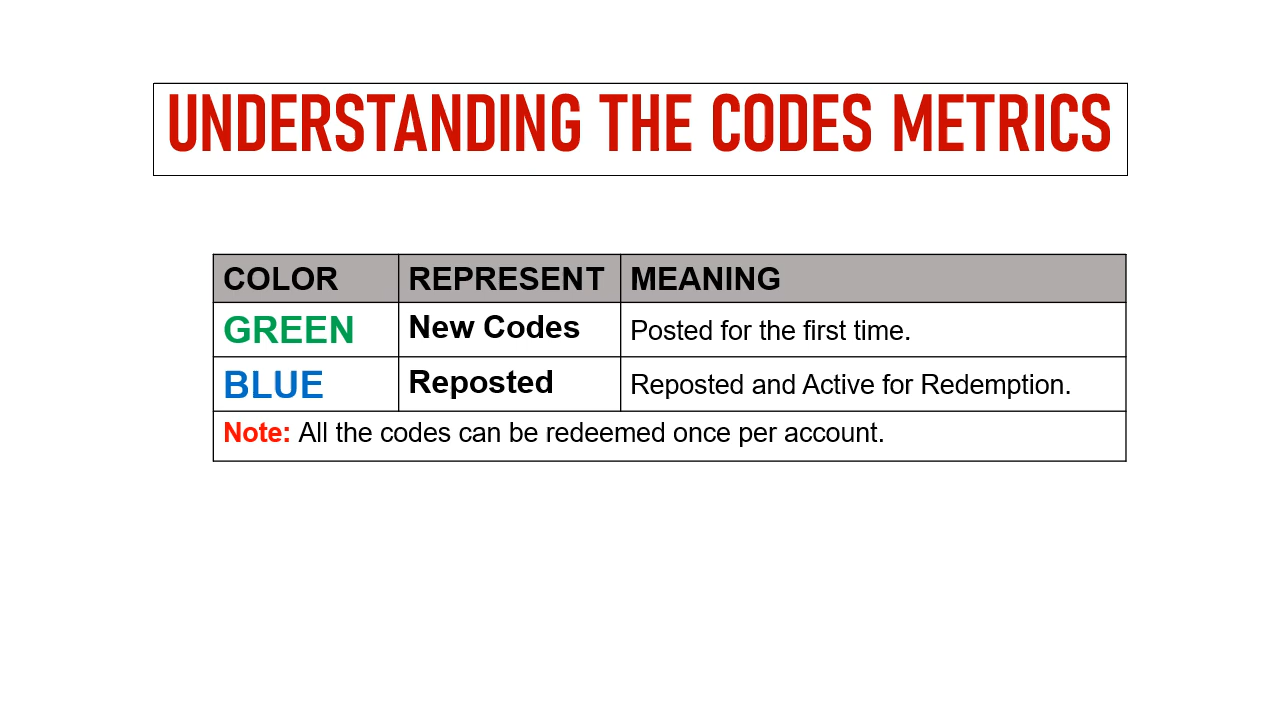 UNDERSTANDING THE CODES METRICS
COLOR REPRESENT MEANING
GREEN New Codes Posted for the first time.
BLUE Reposted Reposted and Active for Redemption.
Note: All the codes can be redeemed once per account.